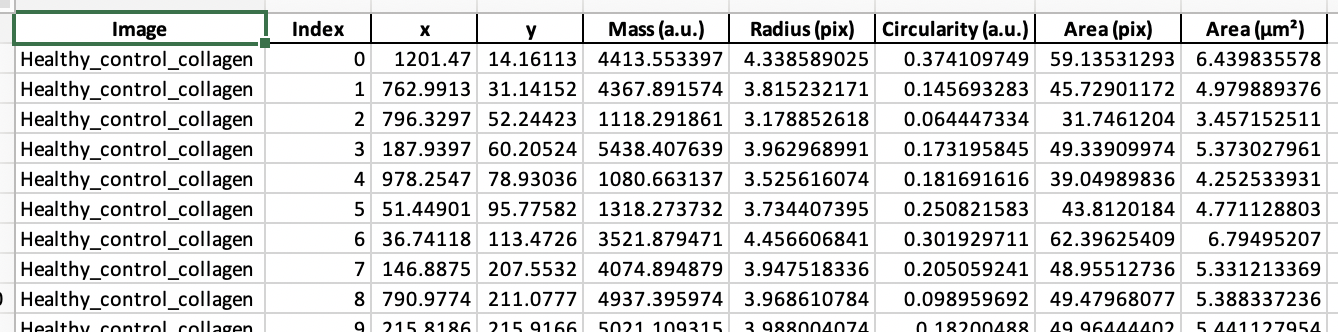 Image Index x y Mass (a.u.) Radius (pix) Circularity (a.u.) Area (pix) Area (μm²)
Healthy_control_collagen 0 1201.47 14.16113 4413.553397 4.338589025 0.374109749 59.13531293 6.439835578
Healthy_control_collagen 1 762.9913 31.14152 4367.891574 3.815232171 0.145693283 45.72901172 4.979889376
Healthy_control_collagen 2 796.3297 52.24423 1118.291861 3.178852618 0.064447334 31.7461204 3.457152511
Healthy_control_collagen 3 187.9397 60.20524 5438.407639 3.962968991 0.173195845 49.33909974 5.373027961
Healthy_control_collagen 4 978.2547 78.93036 1080.663137 3.525616074 0.181691616 39.04989836 4.252533931
Healthy_control_collagen 5 51.44901 95.77582 1318.273732 3.734407395 0.250821583 43.8120184 4.771128803
Healthy_control_collagen 6 36.74118 113.4726 3521.879471 4.456606841 0.301929711 62.39625409 6.79495207
Healthy_control_collagen 7 146.8875 207.5532 4074.894879 3.947518336 0.205059241 48.95512736 5.331213369
Healthy_control_collagen 8 790.9774 211.0777 4937.395974 3.968610784 0.098959692 49.47968077 5.388337236
Healthy_control_collagen 9 215.8186 215.9166 5021.109315 3.988004074 0.18200488 49.96444402 5.441127954